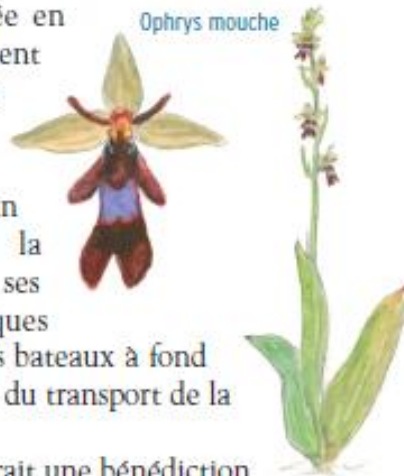 ée en
Ophrys mouche
ent
n
la
ses
ques
s bateaux à fond
du transport de la
rait une bénédiction